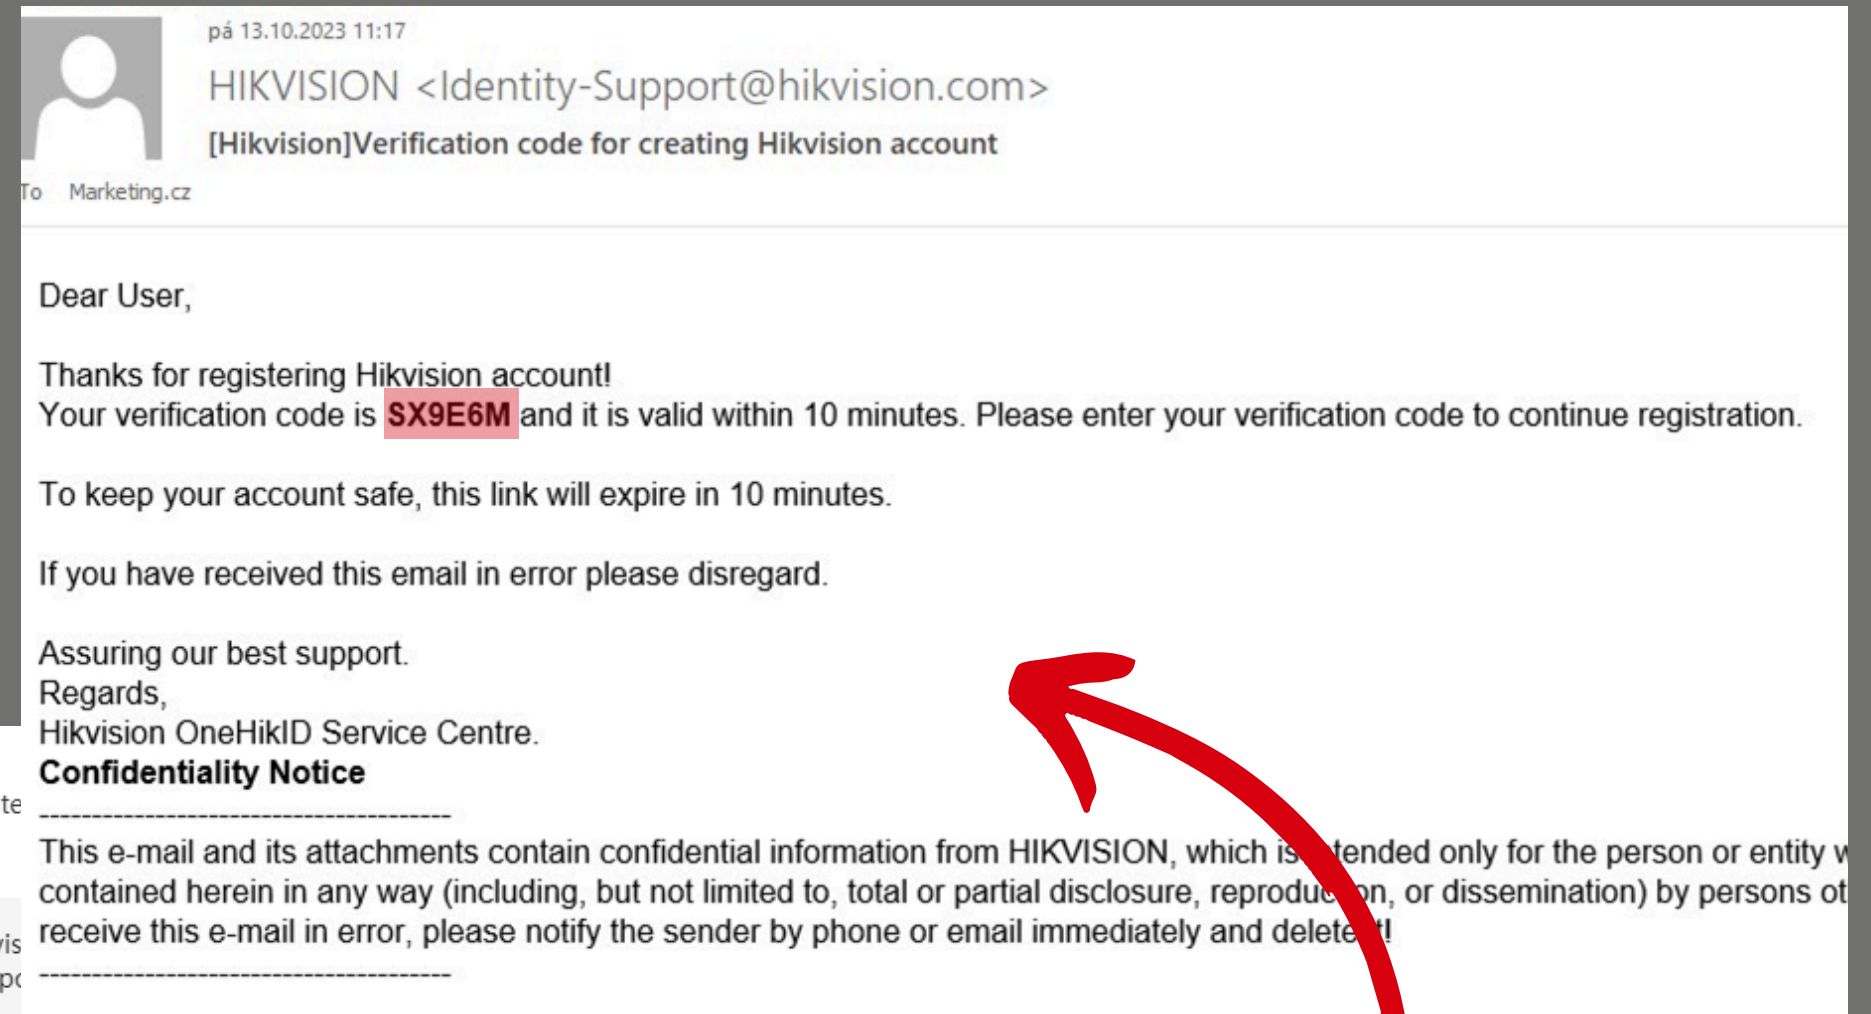 pá 13.10.2023 11:17
HIKVISION <Identity-Support@hikvision.com>
[Hikvision]Verification code for creating Hikvision account
To Marketing.cz
Dear User,
Thanks for registering Hikvision account!
Your verification code is SX9E6M and it is valid within 10 minutes. Please enter your verification code to continue registration.
To keep your account safe, this link will expire in 10 minutes.
If you have received this email in error please disregard.
Assuring our best support.
Regards,
Hikvision OneHikID Service Centre.
Confidentiality Notice
---------------------------------------
This e-mail and its attachments contain confidential information from HIKVISION, which is tended only for the person or entity
contained herein in any way (including, but not limited to, total or partial disclosure, or dissemination) by persons
receive this e-mail in error, please notify the sender by phone or email immediately and delete
---------------------------------------